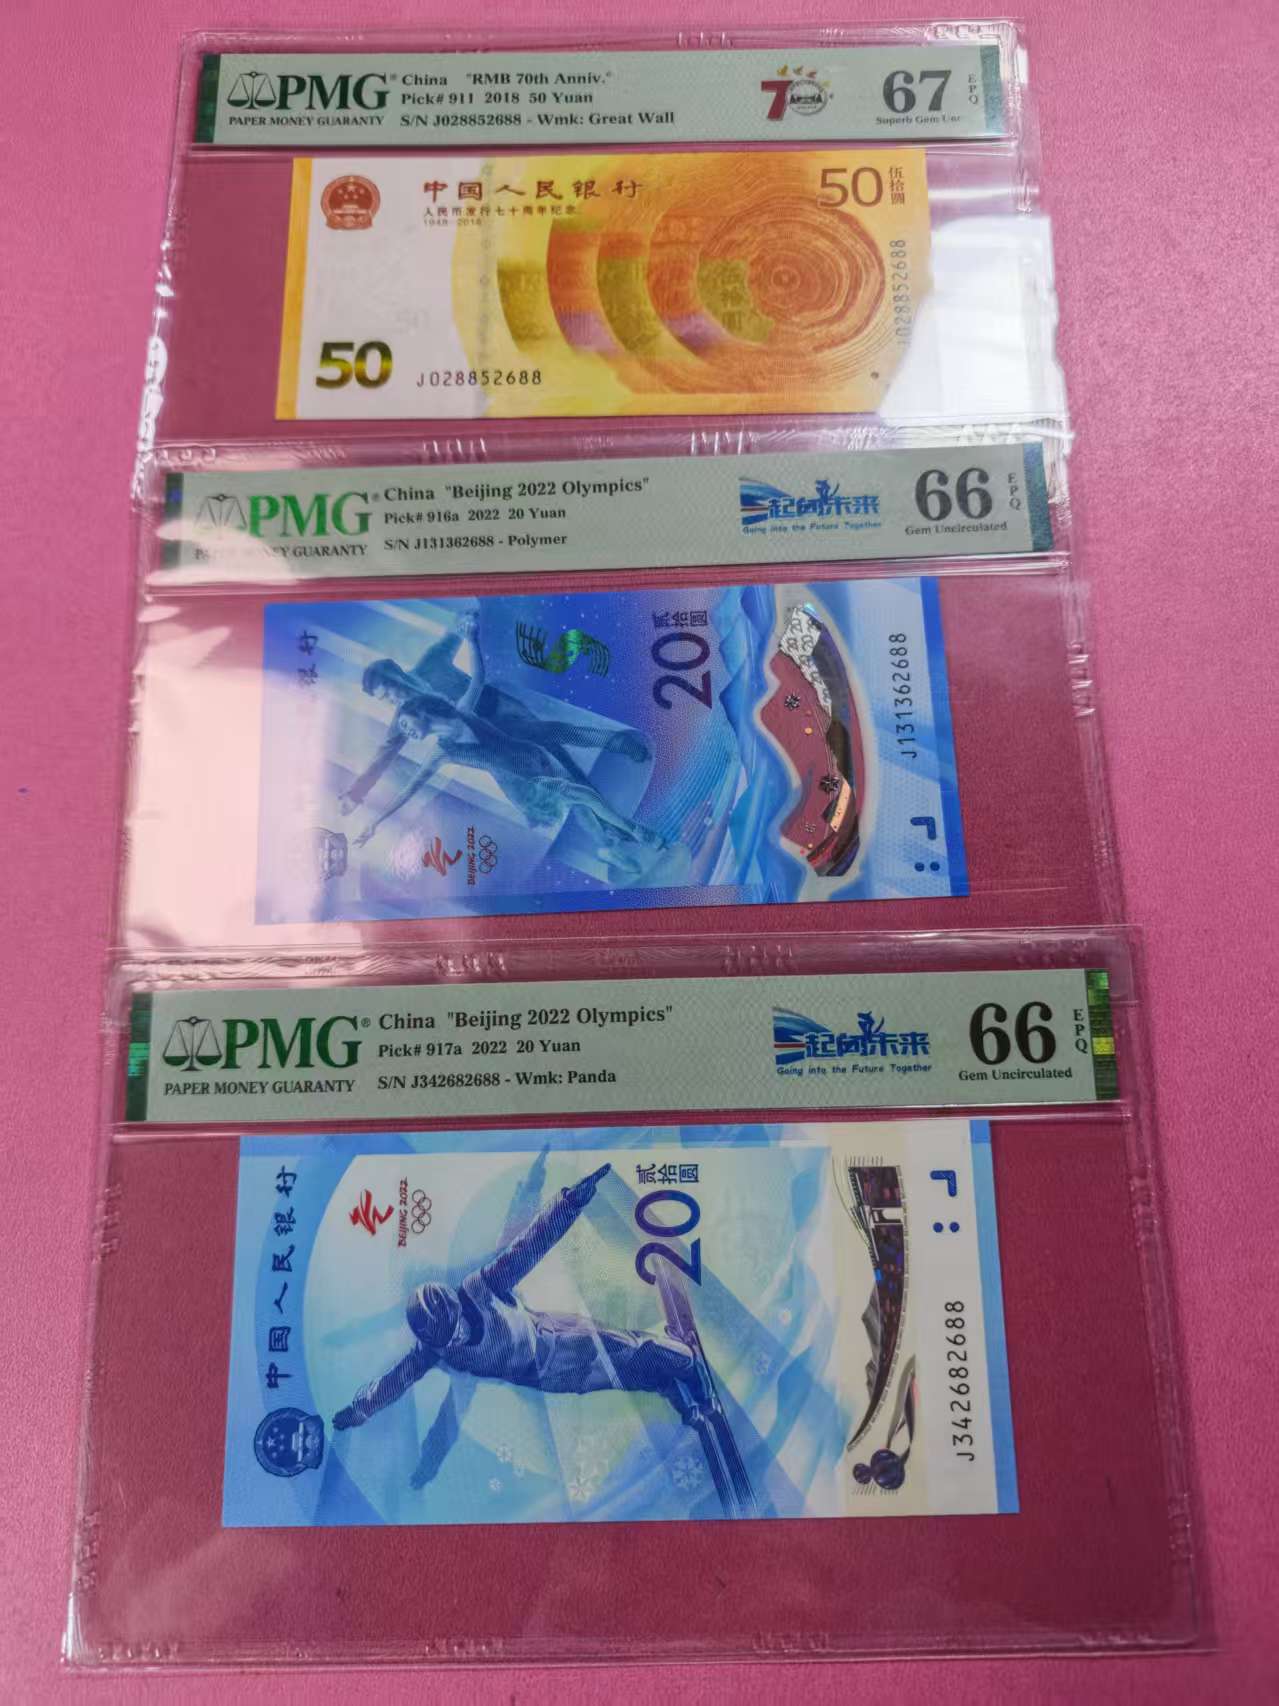 PMG® China "RMB 70th Anniv."
Pick# 911 2018 50 Yuan
PAPER MONEY GUARANTY S/N J028852688 - Wmk: Great Wall
70
67 EPQ
Superb Gem Unc
中国人民银行
人民币发行七十周年纪念
1948-2018
50 伍拾圆
J028852688
50 J028852688
PMG® China "Beijing 2022 Olympics"
Pick# 916a 2022 20 Yuan
PAPER MONEY GUARANTY S/N J131362688 - Polymer
一起向未来
Going into the Future Together
66 EPQ
Gem Uncirculated
银行
20 贰拾圆
J131362688
BEIJING 2022
PMG® China "Beijing 2022 Olympics"
Pick# 917a 2022 20 Yuan
PAPER MONEY GUARANTY S/N J342682688 - Wmk: Panda
一起向未来
Going into the Future Together
66 EPQ
Gem Uncirculated
中国人民银行
BEIJING 2022
20 贰拾圆
J342682688